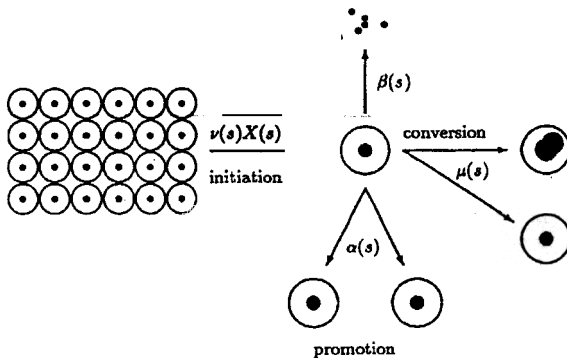 β(s)
ν(s)X(s)
initiation
conversion
μ(s)
α(s)
promotion